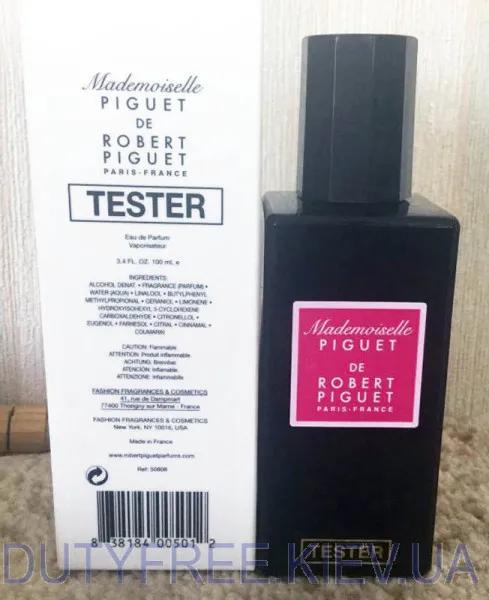 Mademoiselle
PIGUET
DE
ROBERT
PIGUET
PARIS-FRANCE
TESTER
Eau de Parfum
Vaporisateur
3.4 FL. OZ. 100 mL e
INGREDIENTS:
ALCOHOL DENAT. • FRAGRANCE (PARFUM) •
WATER (AQUA) • LINALOOL • BUTYLPHENYL
METHYLPROPIONAL • GERANIOL • LIMONENE •
HYDROXYISOHEXYL 3-CYCLOHEXENE
CARBOXALDEHYDE • CITRONELLOL •
EUGENOL • FARNESOL • CITRAL • CINNAMAL •
COUMARIN
CAUTION: Flammable
ATTENTION: Produit inflammable
ACHTUNG: Brennbar
ATENCIÓN: Inflamable
ATTENZIONE: Infiammabile
FASHION FRAGRANCES & COSMETICS
41, rue de Dampmart
77400 Thorigny sur Marne - France
FASHION FRAGRANCES & COSMETICS
New York, NY 10016, USA
Made in France
www.robertpiguetparfums.com
Ref: 50806
8 38184 00501 2
Mademoiselle
PIGUET
DE
ROBERT
PIGUET
PARIS-FRANCE
TESTER
DUTYFREE.KIEV.UA